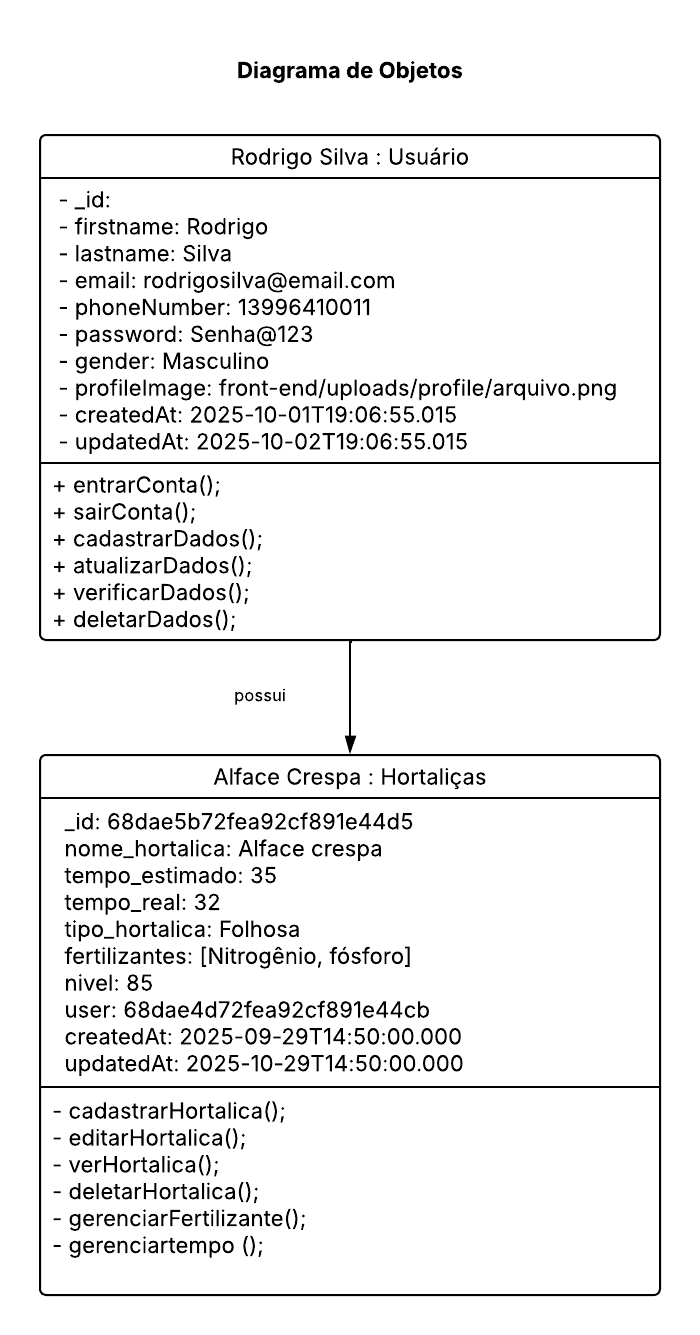 Diagrama de Objetos
Rodrigo Silva : Usuário
- _id:
- firstname: Rodrigo
- lastname: Silva
- email: rodrigosilva@email.com
- phoneNumber: 13996410011
- password: Senha@123
- gender: Masculino
- profileImage: front-end/uploads/profile/arquivo.png
- createdAt: 2025-10-01T19:06:55.015
- updatedAt: 2025-10-02T19:06:55.015
+ entrarConta();
+ sairConta();
+ cadastrarDados();
+ atualizarDados();
+ verificarDados();
+ deletarDados();
possui
Alface Crespa : Hortaliças
_id: 68dae5b72fea92cf891e44d5
nome_hortalica: Alface crespa
tempo_estimado: 35
tempo_real: 32
tipo_hortalica: Folhosa
fertilizantes: [Nitrogênio, fósforo]
nivel: 85
user: 68dae4d72fea92cf891e44cb
createdAt: 2025-09-29T14:50:00.000
updatedAt: 2025-10-29T14:50:00.000
- cadastrarHortalica();
- editarHortalica();
- verHortalica();
- deletarHortalica();
- gerenciarFertilizante();
- gerenciartempo ();